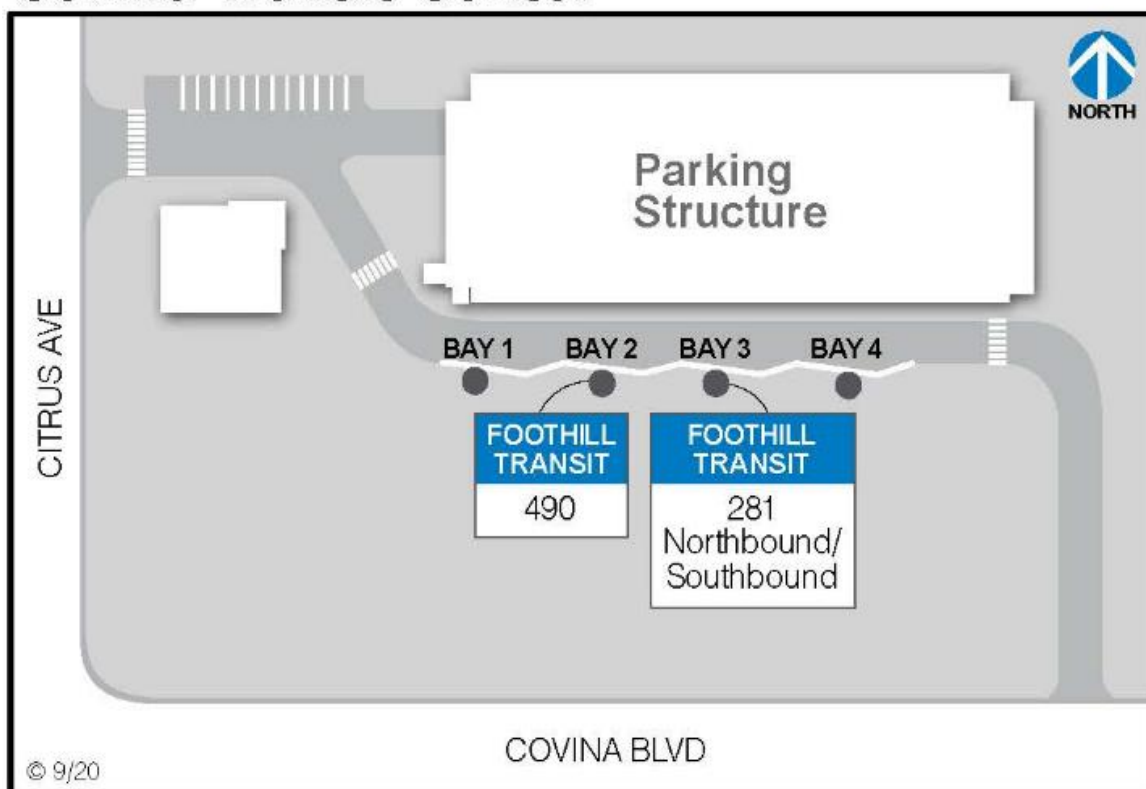 NORTH
Parking
Structure
CITRUS AVE
BAY 1
BAY 2
BAY 3
BAY 4
FOOTHILL
TRANSIT
490
FOOTHILL
TRANSIT
281
Northbound/
Southbound
COVINA BLVD
© 9/20